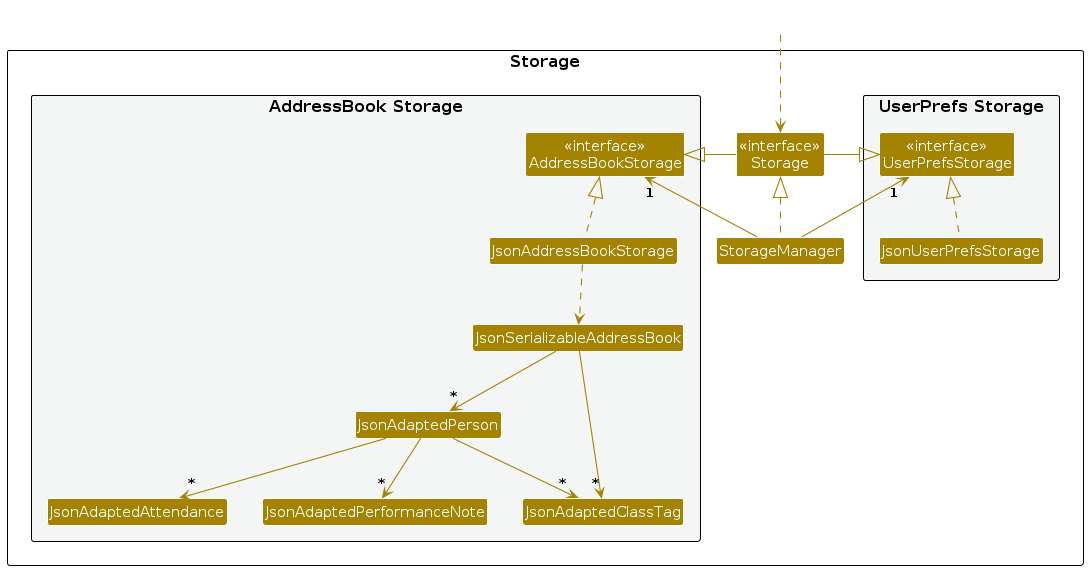 Storage
AddressBook Storage
UserPrefs Storage
«interface»
AddressBookStorage
«interface»
Storage
«interface»
UserPrefsStorage
1
1
JsonAddressBookStorage
StorageManager
JsonUserPrefsStorage
JsonSerializableAddressBook
*
JsonAdaptedPerson
*
*
*
*
JsonAdaptedAttendance
JsonAdaptedPerformanceNote
JsonAdaptedClassTag